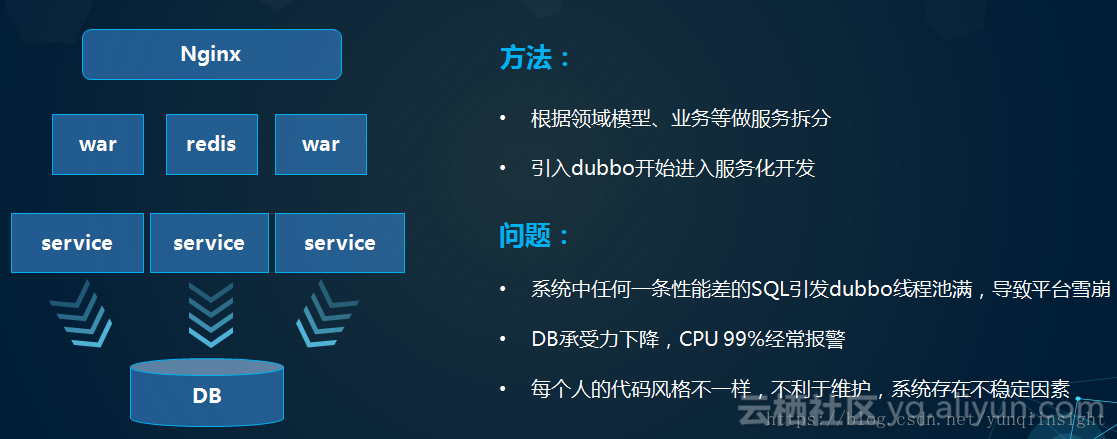 Nginx
war
redis
war
service
service
service
DB
方法：
• 根据领域模型、业务等做服务拆分
• 引入dubbo开始进入服务化开发
问题：
• 系统中任何一条性能差的SQL引发dubbo线程池满，导致平台雪崩
• DB承受力下降，CPU 99%经常报警
• 每个人的代码风格不一样，不利于维护，系统存在不稳定因素
云栖社区 yq.aliyun.com
https://blog.csdn.net/yunqiinsight